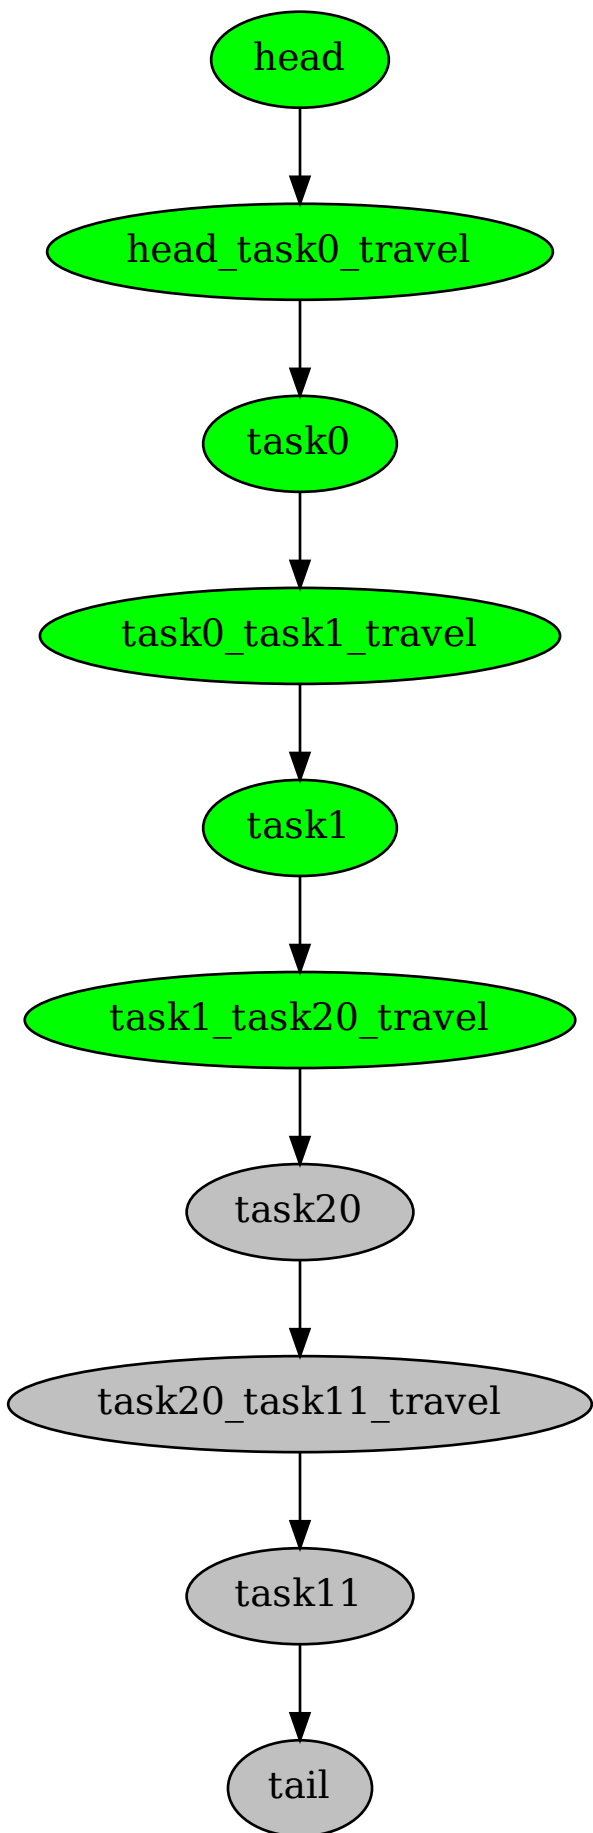 head
head_task0_travel
task0
task0_task1_travel
task1
task1_task20_travel
task20
task20_task11_travel
task11
tail